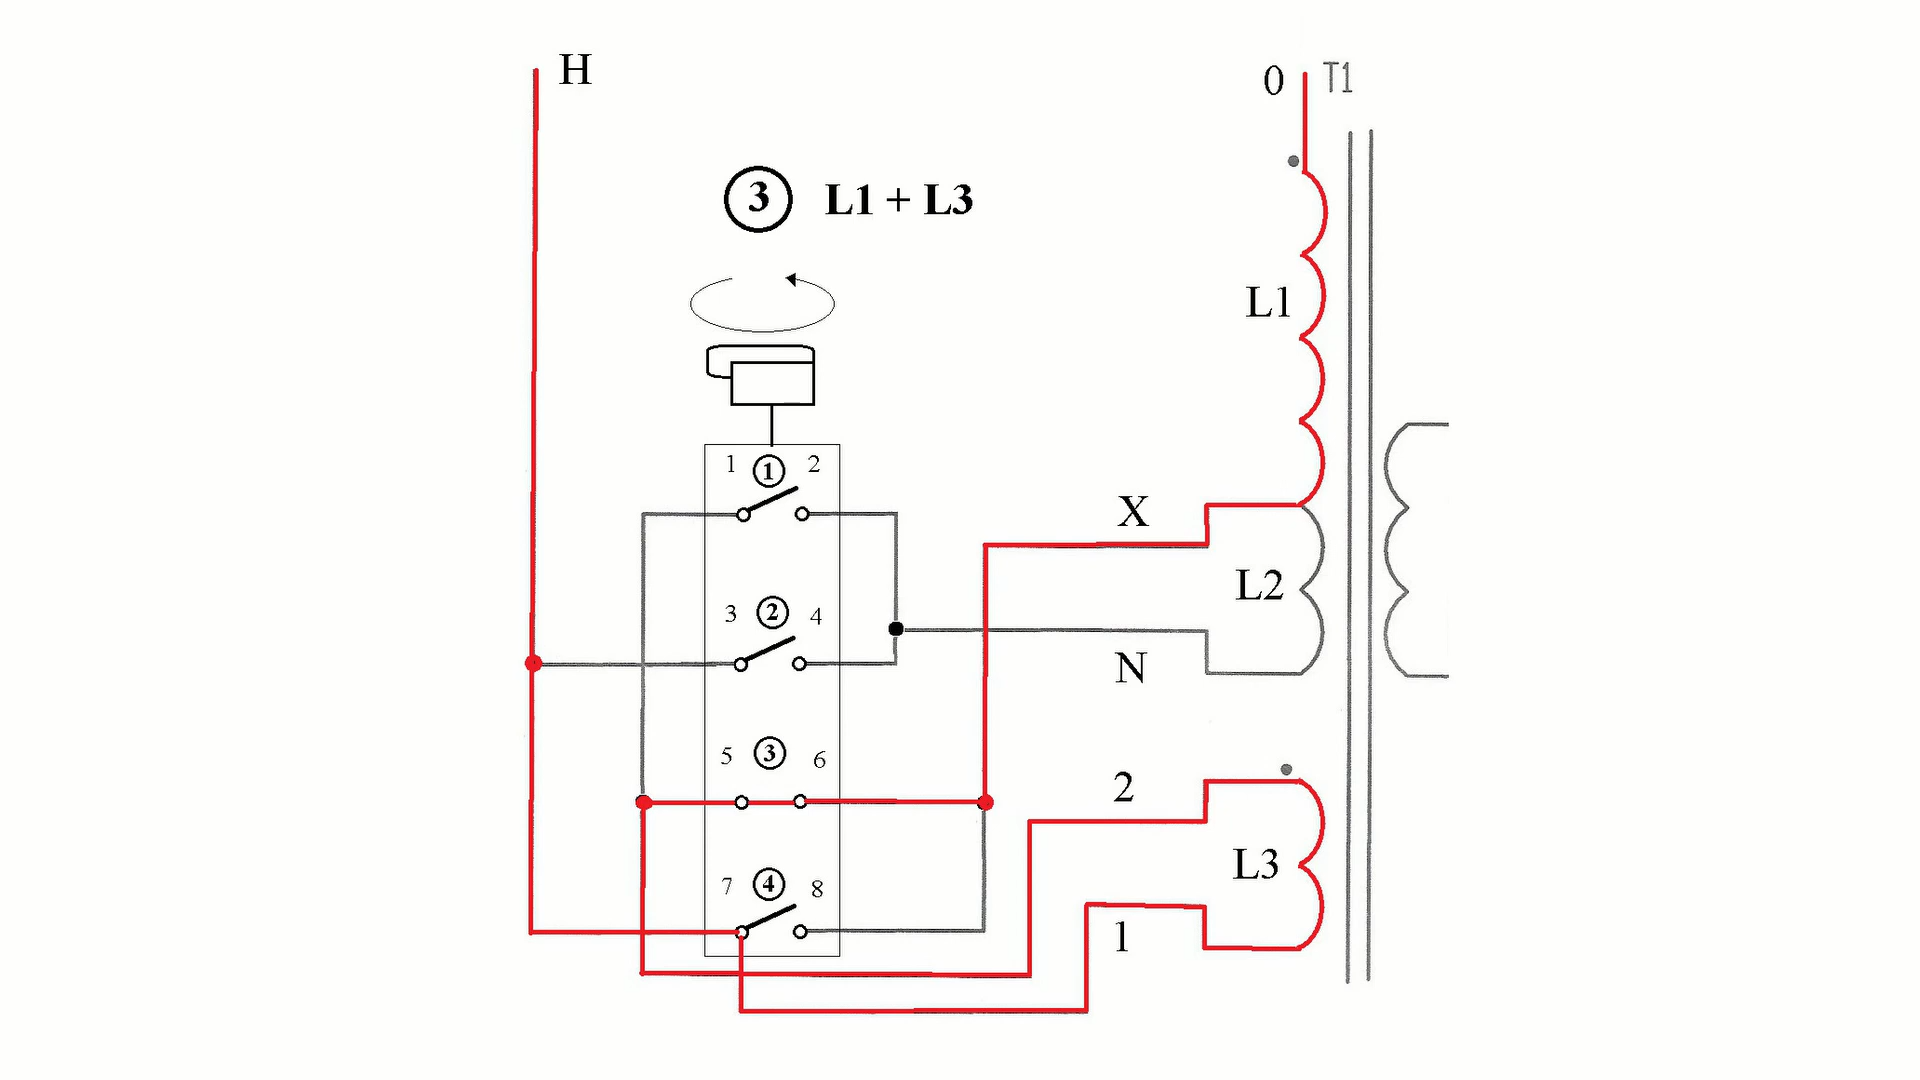 H
0 T1
③ L1 + L3
L1
1 ① 2
X
L2
3 ② 4
N
5 ③ 6
2
L3
7 ④ 8
1